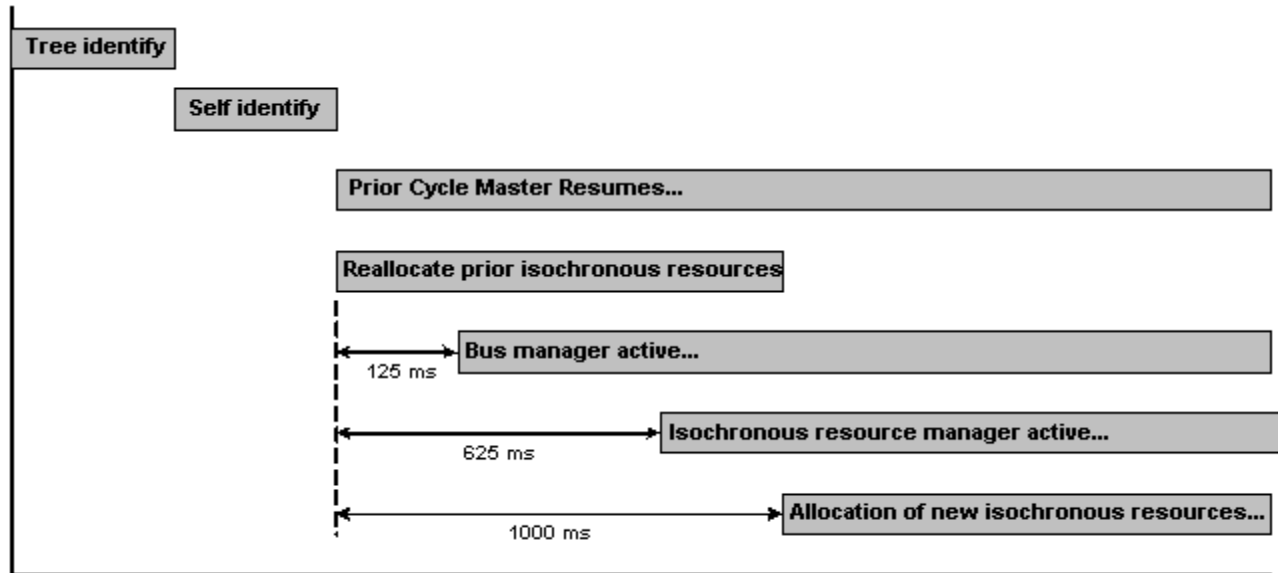 Tree identify
Self identify
Prior Cycle Master Resumes...
Reallocate prior isochronous resources
Bus manager active...
125 ms
Isochronous resource manager active...
625 ms
Allocation of new isochronous resources...
1000 ms